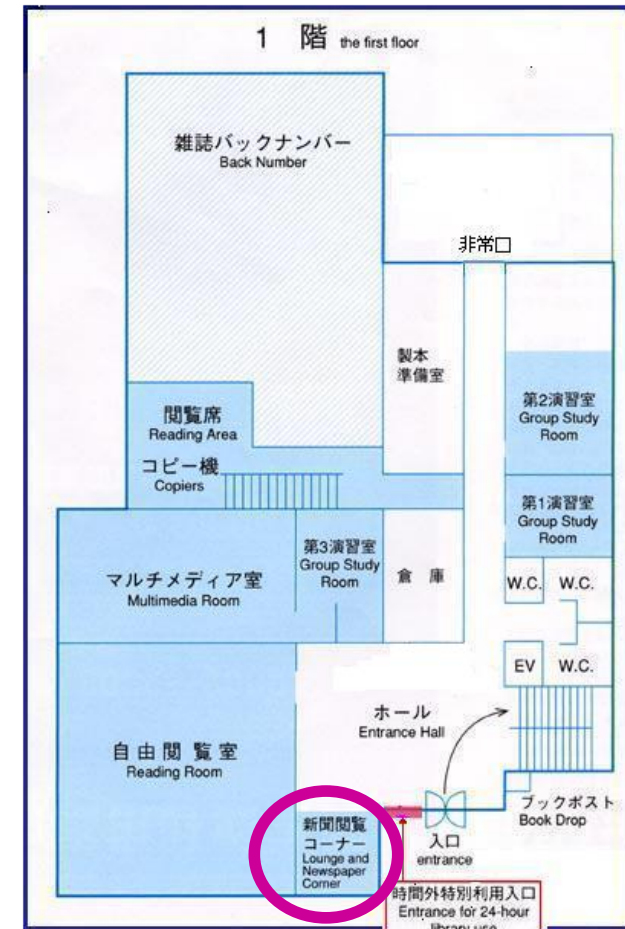 1 階 the first floor
雑誌バックナンバー
Back Number
非常口
製本
準備室
第2演習室
Group Study
Room
閲覧席
Reading Area
コピー機
Copiers
第1演習室
Group Study
Room
第3演習室
Group Study
Room
倉 庫
マルチメディア室
Multimedia Room
W.C. W.C.
EV W.C.
ホール
Entrance Hall
自由閲覧室
Reading Room
新聞閲覧
コーナー
Lounge and
Newspaper
Corner
入口
entrance
ブックポスト
Book Drop
時間外特別利用入口
Entrance for 24-hour
library use